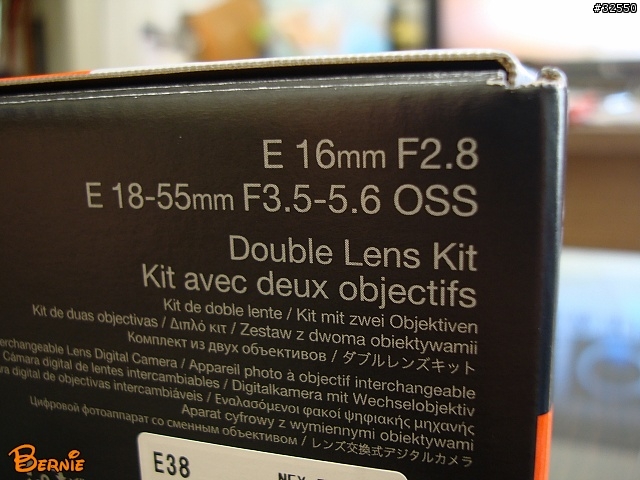 #32550
E 16mm F2.8
E 18-55mm F3.5-5.6 OSS
Double Lens Kit
Kit avec deux objectifs
Kit de doble lente / Kit mit zwei Objektiven
Kit de duas objectivas / Διπλό κιτ / Zestaw z dwoma obiektywami
Комплект из двух объективов / ダブルレンズキット
Interchangeable Lens Digital Camera / Appareil photo à objectif interchangeable
Cámara digital de lentes intercambiables / Digitalkamera mit Wechselobjektiv
ra digital de objectivas intercambiáveis / Εναλασόμενοι φακοί ψηφιακής μηχανής
Aparat cyfrowy z wymiennymi obiektywami
Цифровой фотоаппарат со сменным объективом / レンズ交換式デジタルカメラ
E38
BERNIE